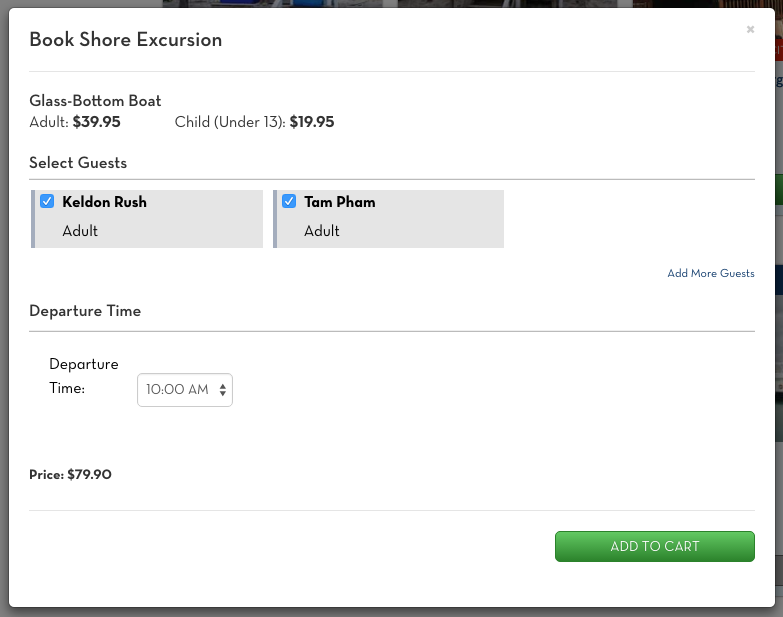 Book Shore Excursion
×
Glass-Bottom Boat
Adult: $39.95 Child (Under 13): $19.95
Select Guests
Keldon Rush Tam Pham
Adult Adult
Add More Guests
Departure Time
Departure
Time: 10:00 AM
Price: $79.90
ADD TO CART